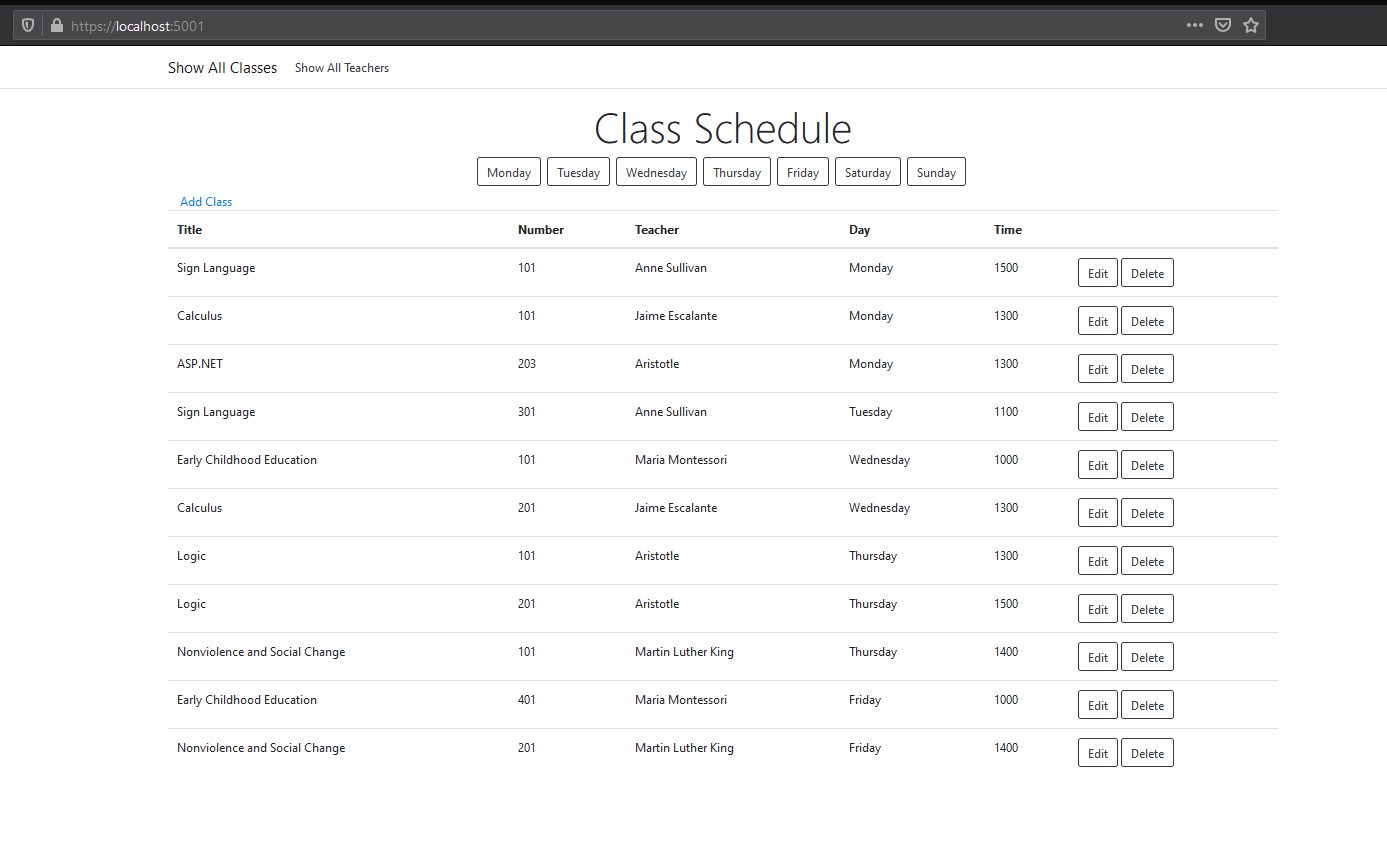 https://localhost:5001
Show All Classes Show All Teachers
Class Schedule
Monday Tuesday Wednesday Thursday Friday Saturday Sunday
Add Class
Title Number Teacher Day Time
Sign Language 101 Anne Sullivan Monday 1500 Edit Delete
Calculus 101 Jaime Escalante Monday 1300 Edit Delete
ASP.NET 203 Aristotle Monday 1300 Edit Delete
Sign Language 301 Anne Sullivan Tuesday 1100 Edit Delete
Early Childhood Education 101 Maria Montessori Wednesday 1000 Edit Delete
Calculus 201 Jaime Escalante Wednesday 1300 Edit Delete
Logic 101 Aristotle Thursday 1300 Edit Delete
Logic 201 Aristotle Thursday 1500 Edit Delete
Nonviolence and Social Change 101 Martin Luther King Thursday 1400 Edit Delete
Early Childhood Education 401 Maria Montessori Friday 1000 Edit Delete
Nonviolence and Social Change 201 Martin Luther King Friday 1400 Edit Delete